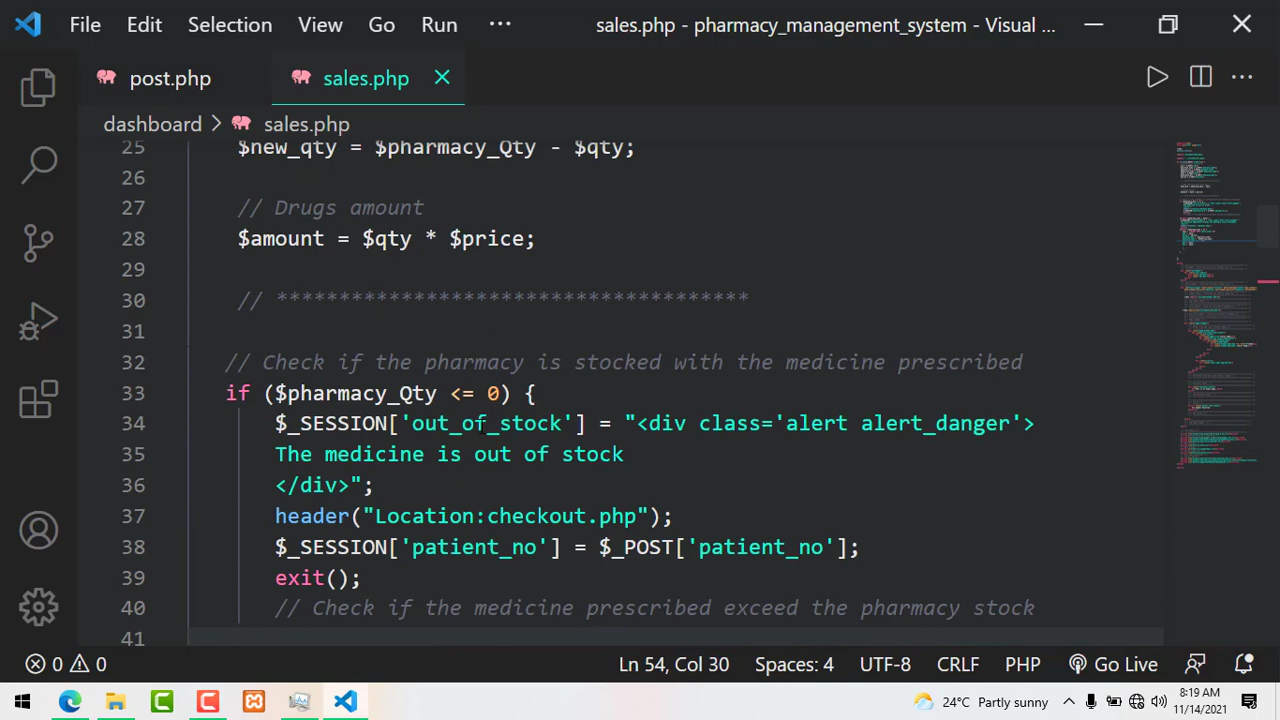 File Edit Selection View Go Run ··· sales.php - pharmacy_management_system - Visual ...
post.php sales.php
dashboard > sales.php
25 $new_qty = $pharmacy_Qty - $qty;
26
27 // Drugs amount
28 $amount = $qty * $price;
29
30 // **************************************
31
32 // Check if the pharmacy is stocked with the medicine prescribed
33 if ($pharmacy_Qty <= 0) {
34 $_SESSION['out_of_stock'] = "<div class='alert alert_danger'>
35 The medicine is out of stock
36 </div>";
37 header("Location:checkout.php");
38 $_SESSION['patient_no'] = $_POST['patient_no'];
39 exit();
40 // Check if the medicine prescribed exceed the pharmacy stock
41
0 0 Ln 54, Col 30 Spaces: 4 UTF-8 CRLF PHP Go Live
24°C Partly sunny 8:19 AM
11/14/2021